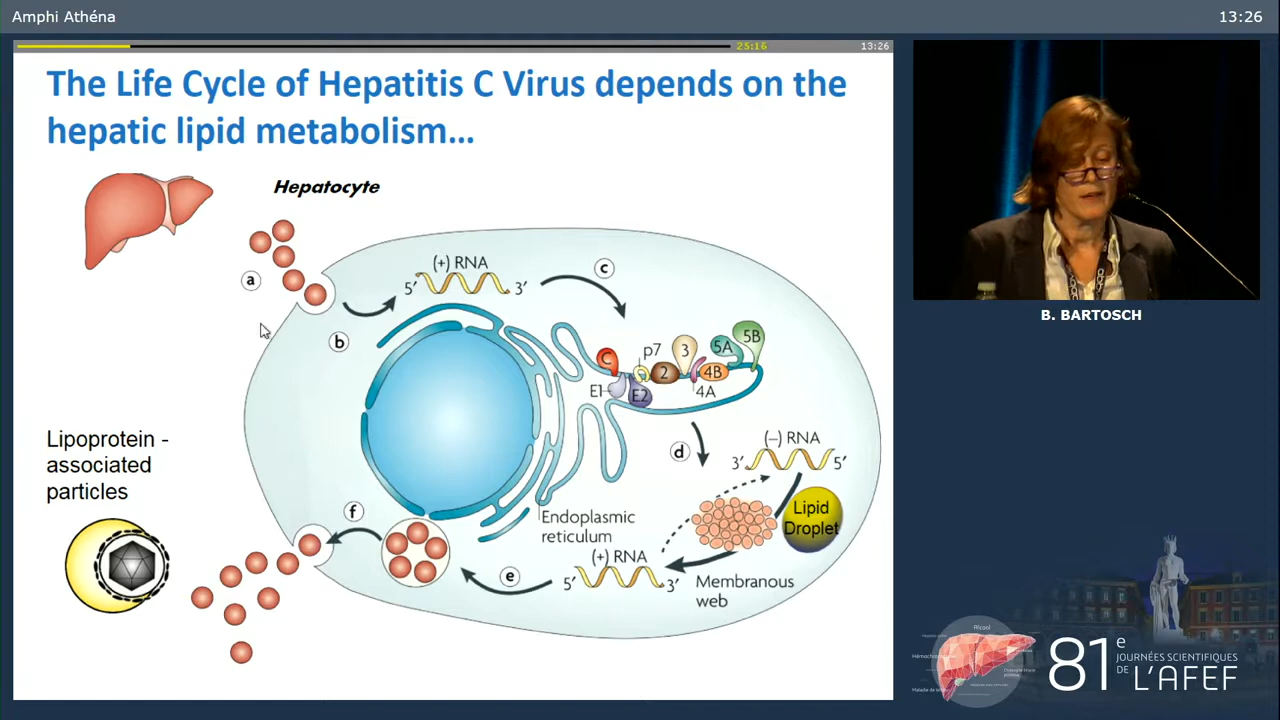 Amphi Athéna
13:26
25:16
13:26
The Life Cycle of Hepatitis C Virus depends on the
hepatic lipid metabolism...
Hepatocyte
a
(+) RNA
5′
3′
c
b
C
p7
3
5A
5B
E1
E2
2
4A
4B
d
(–) RNA
3′
5′
Lipid
Droplet
Lipoprotein -
associated
particles
f
Endoplasmic
reticulum
(+) RNA
5′
3′
e
Membranous
web
B. BARTOSCH
Alcool
81e
JOURNÉES SCIENTIFIQUES
DE L'AFEF